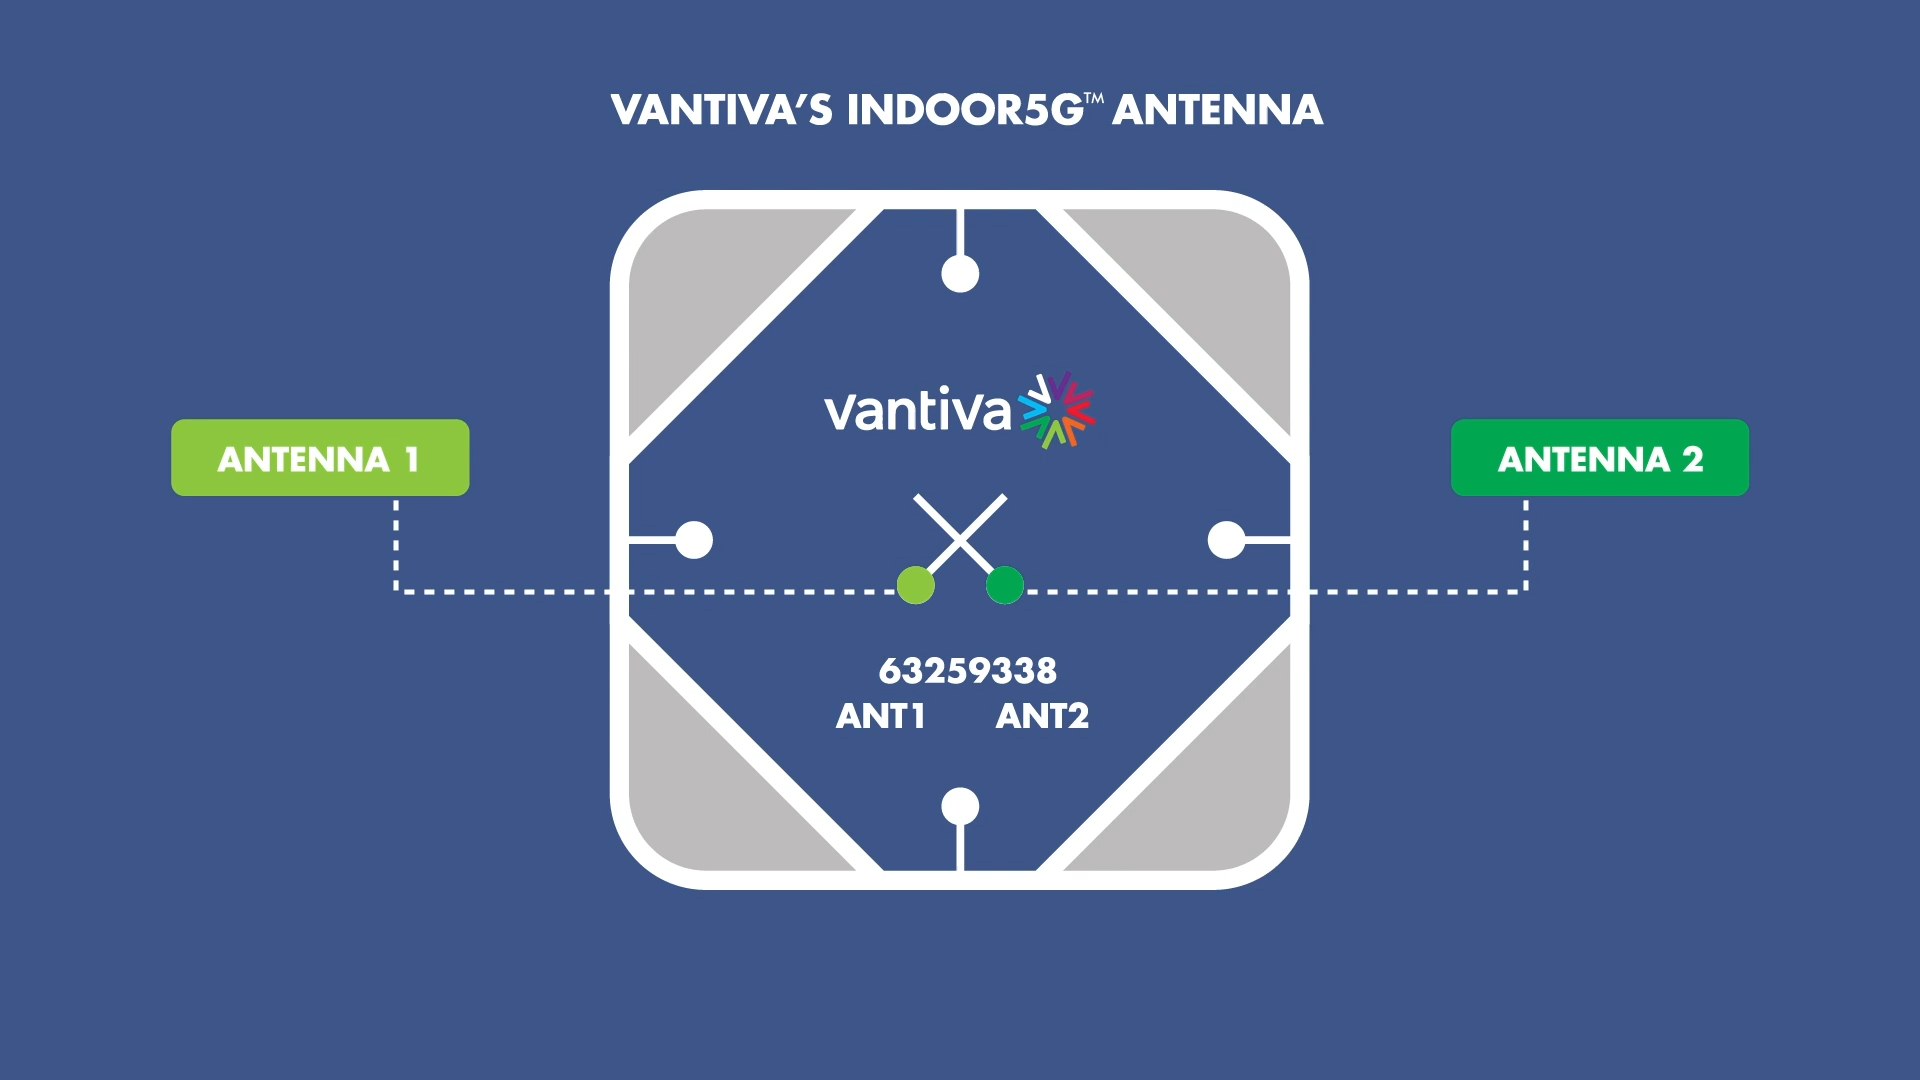 VANTIVA’S INDOOR5G™ ANTENNA
vantiva
ANTENNA 1
ANTENNA 2
63259338
ANT1 ANT2